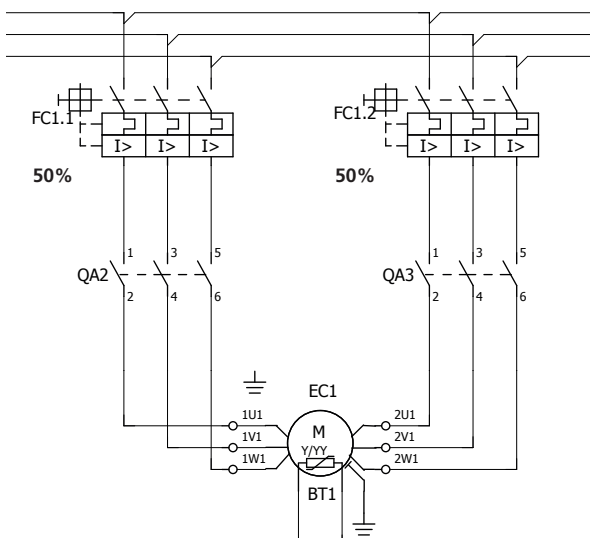 FC1.1
FC1.2
I> I> I>
I> I> I>
50%
50%
1 3 5
1 3 5
QA2
QA3
2 4 6
2 4 6
EC1
1U1
2U1
M
1V1
Y/YY
2V1
1W1
2W1
BT1